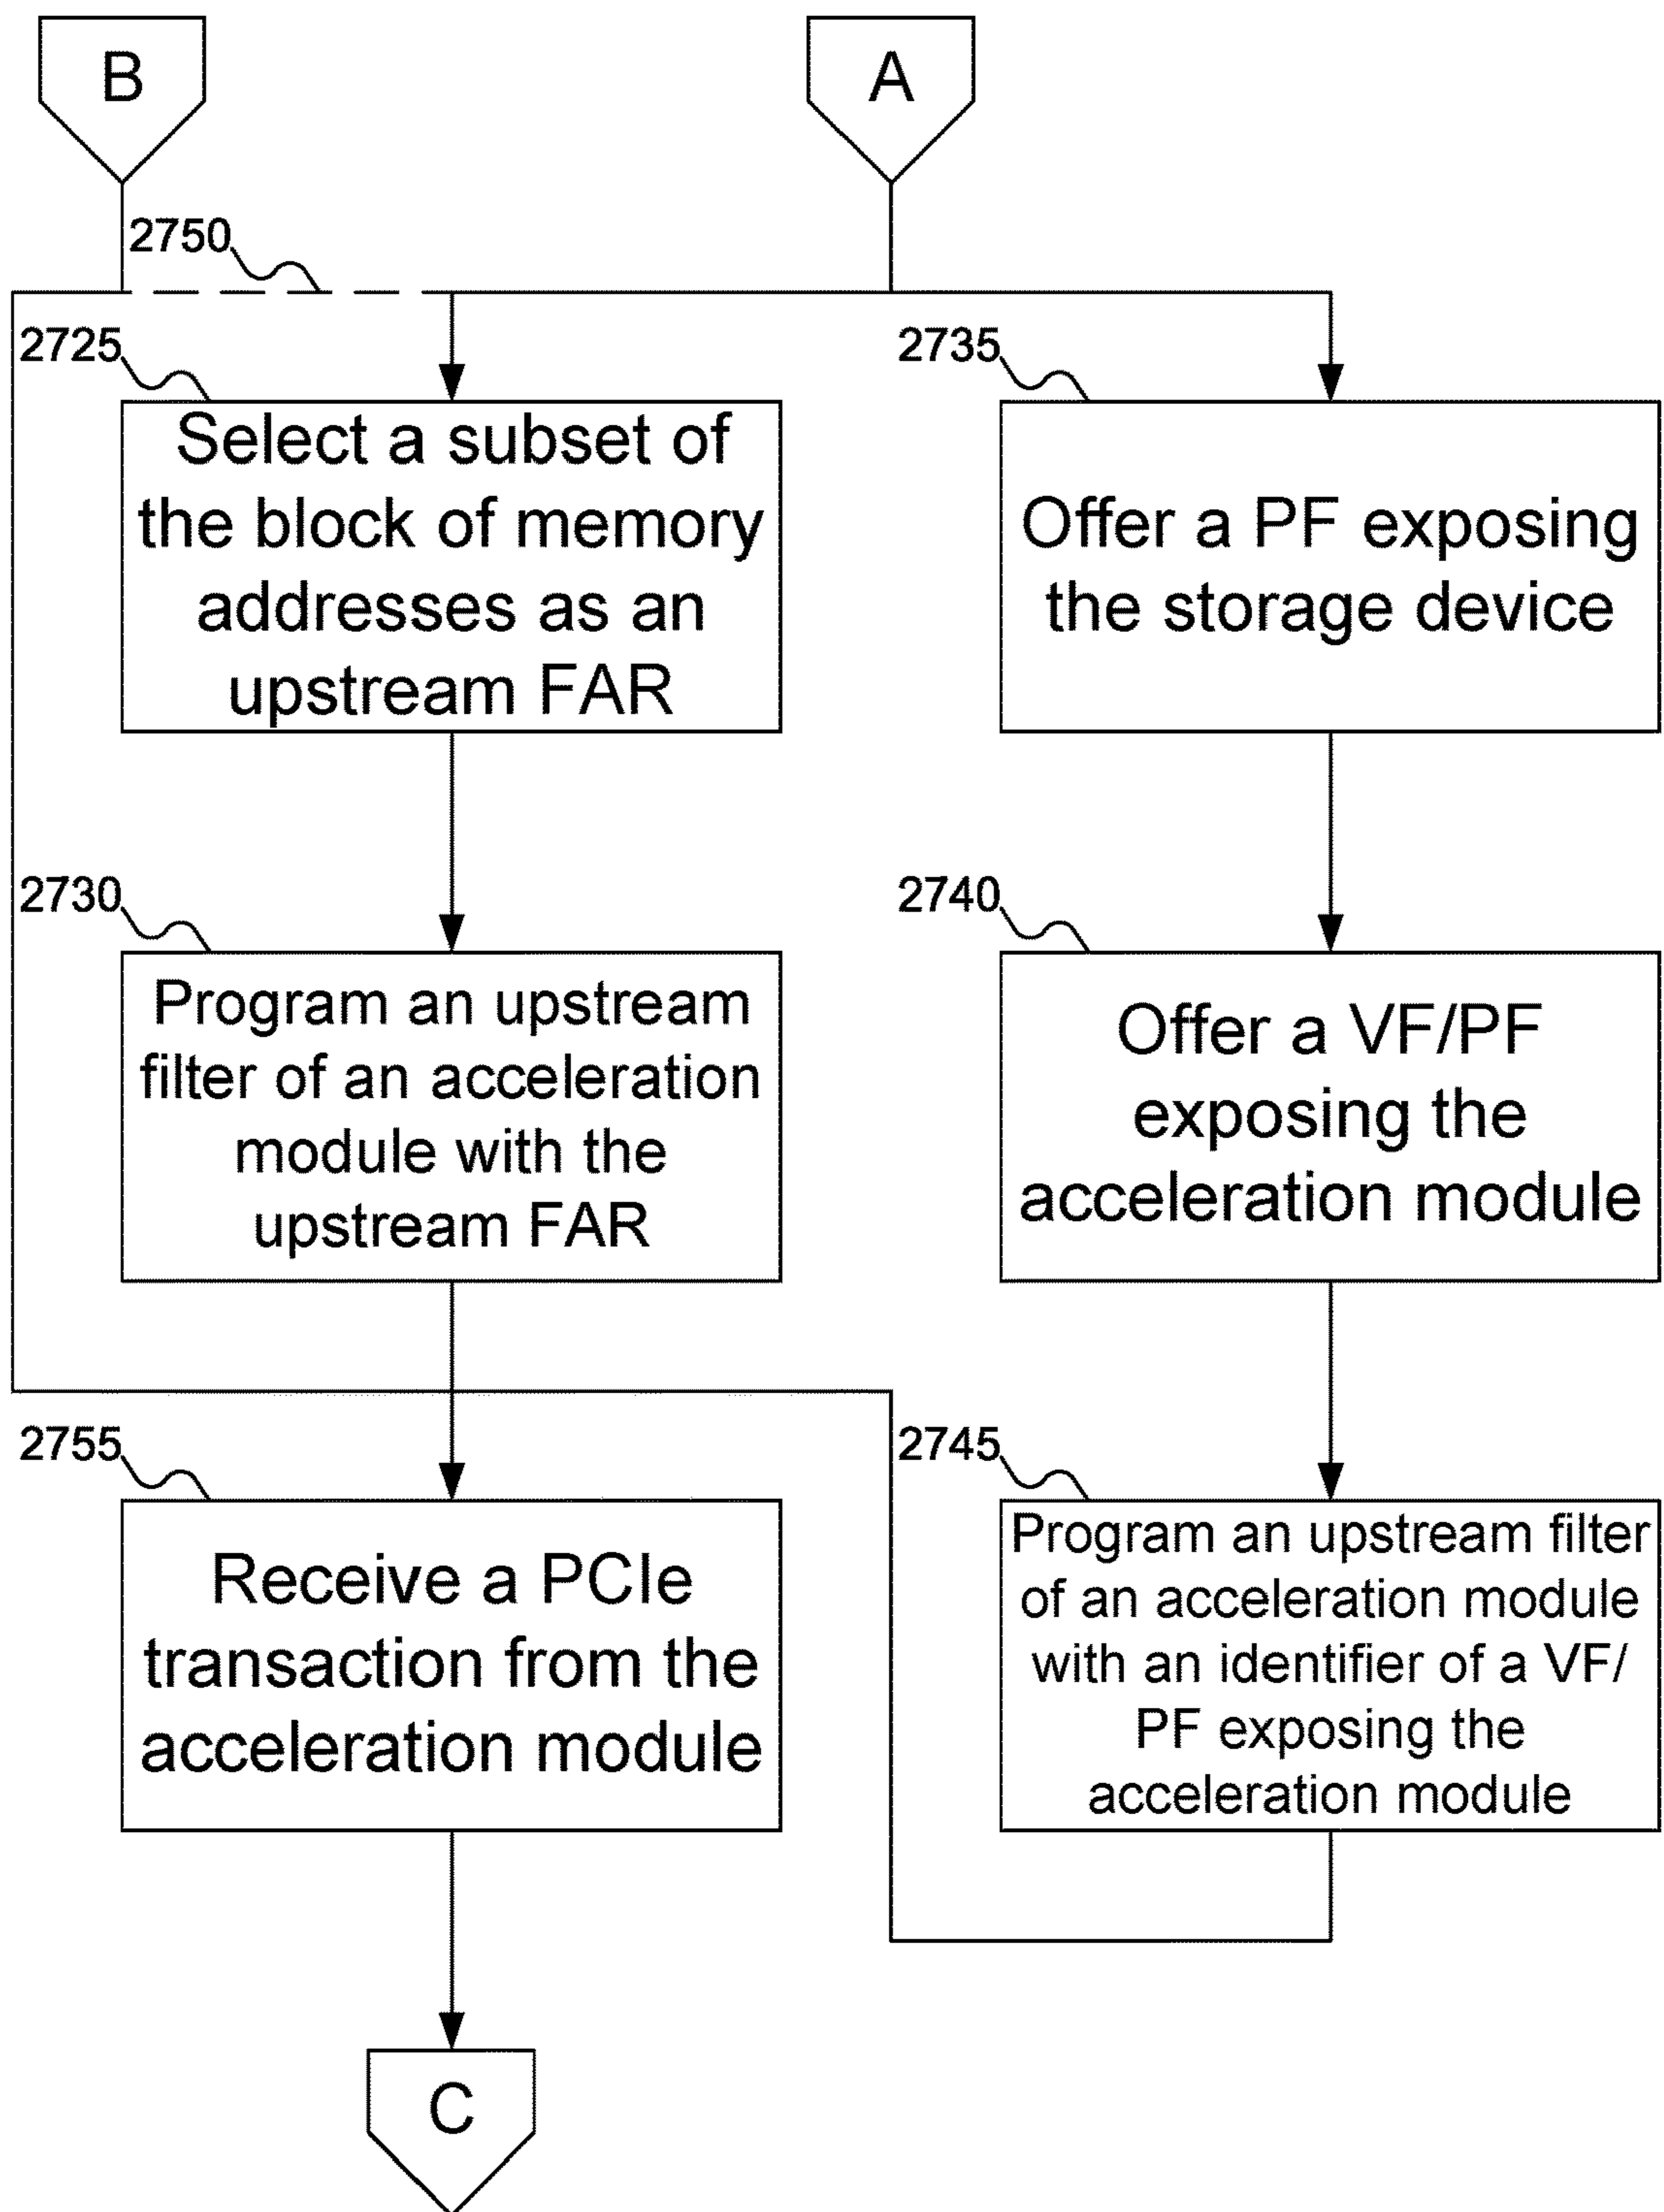 B
A
2750
2725
Select a subset of
the block of memory
addresses as an
upstream FAR
2735
Offer a PF exposing
the storage device
2730
Program an upstream
filter of an acceleration
module with the
upstream FAR
2740
Offer a VF/PF
exposing the
acceleration module
2755
Receive a PCIe
transaction from the
acceleration module
2745
Program an upstream filter
of an acceleration module
with an identifier of a VF/
PF exposing the
acceleration module
C